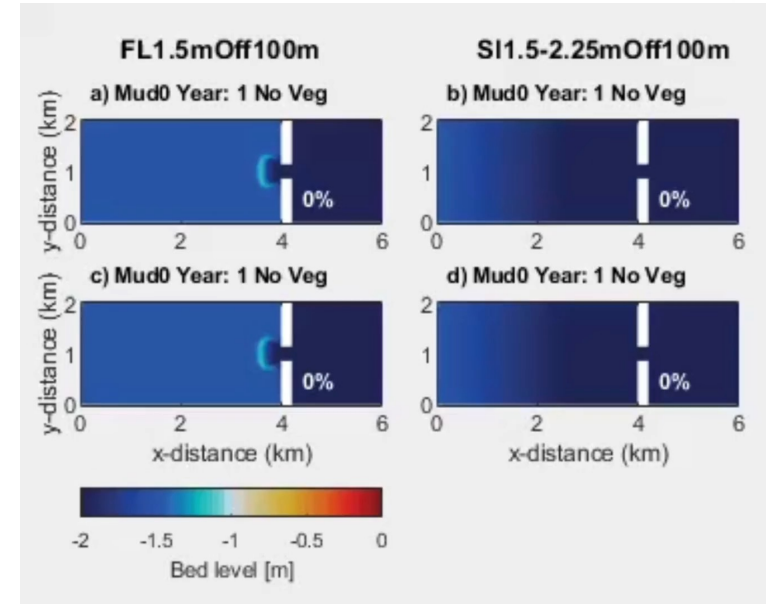 FL1.5mOff100m
SI1.5-2.25mOff100m
a) Mud0 Year: 1 No Veg
b) Mud0 Year: 1 No Veg
y-distance (km)
2
1
0
0%
0 2 4 6
2
1
0
0%
0 2 4 6
c) Mud0 Year: 1 No Veg
d) Mud0 Year: 1 No Veg
y-distance (km)
2
1
0
0%
0 2 4 6
x-distance (km)
2
1
0
0%
0 2 4 6
x-distance (km)
-2 -1.5 -1 -0.5 0
Bed level [m]